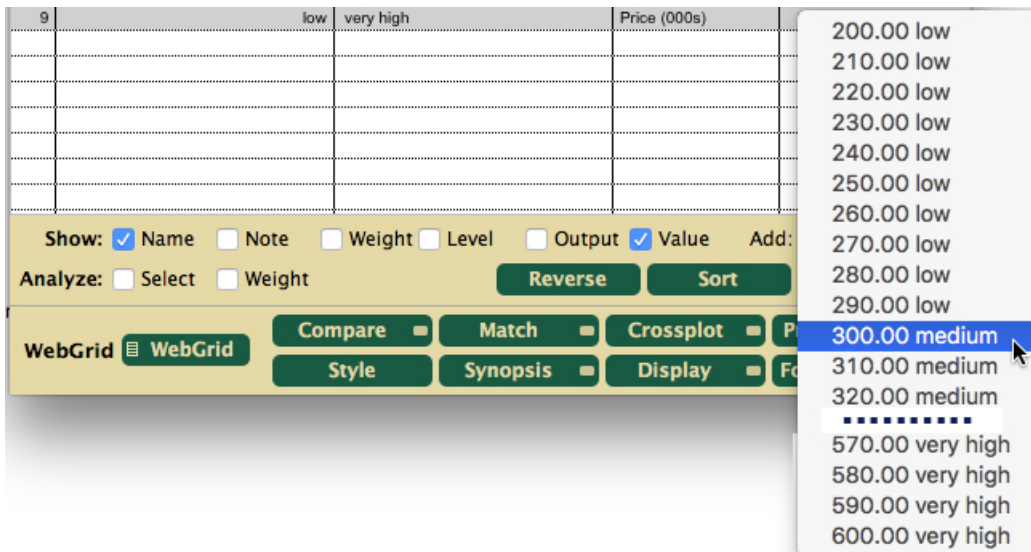 9 low very high Price (000s)
200.00 low
210.00 low
220.00 low
230.00 low
240.00 low
250.00 low
260.00 low
270.00 low
280.00 low
290.00 low
300.00 medium
310.00 medium
320.00 medium
570.00 very high
580.00 very high
590.00 very high
600.00 very high
Show: Name Note Weight Level Output Value Add:
Analyze: Select Weight Reverse Sort
WebGrid WebGrid
Compare Match Crossplot
Style Synopsis Display